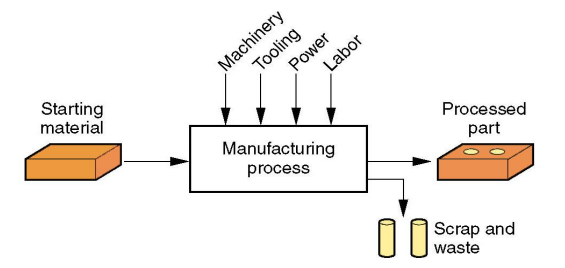 Machinery
Tooling
Power
Labor
Starting
material
Manufacturing
process
Processed
part
Scrap and
waste